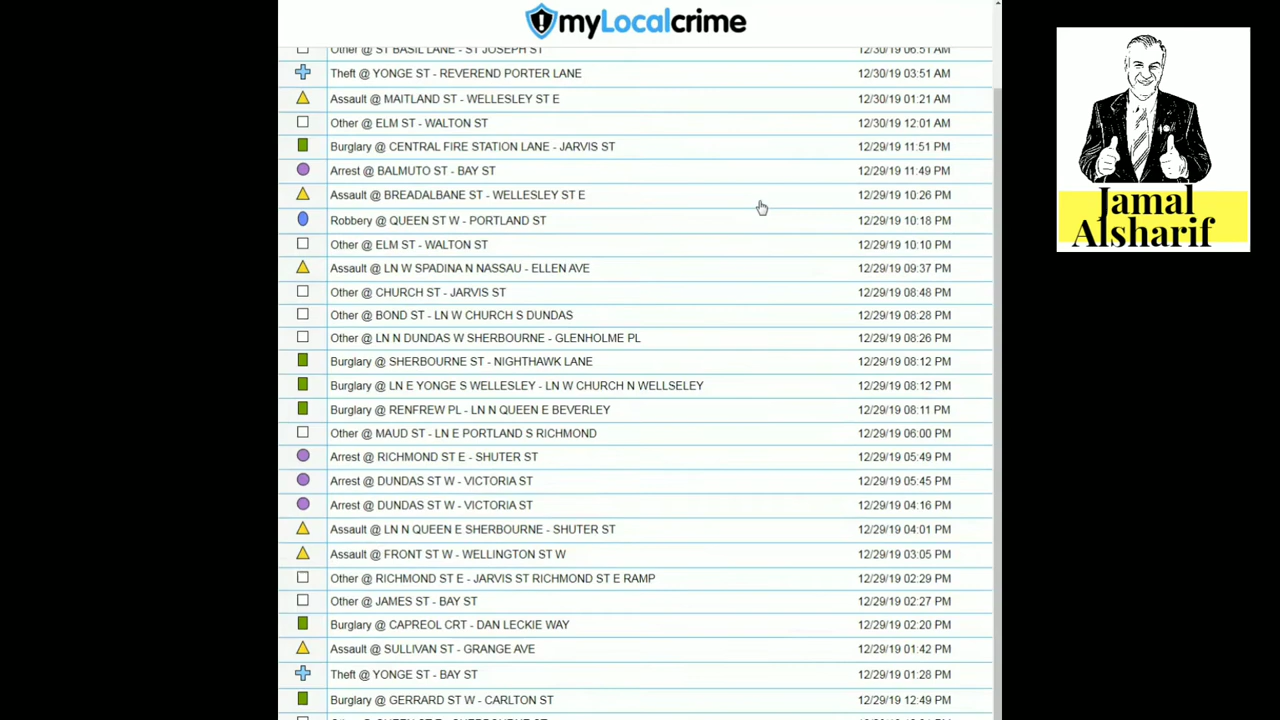 myLocalcrime
Other @ ST BASIL LANE - ST JOSEPH ST 12/30/19 06:51 AM
Theft @ YONGE ST - REVEREND PORTER LANE 12/30/19 03:51 AM
Assault @ MAITLAND ST - WELLESLEY ST E 12/30/19 01:21 AM
Other @ ELM ST - WALTON ST 12/30/19 12:01 AM
Burglary @ CENTRAL FIRE STATION LANE - JARVIS ST 12/29/19 11:51 PM
Arrest @ BALMUTO ST - BAY ST 12/29/19 11:49 PM
Assault @ BREADALBANE ST - WELLESLEY ST E 12/29/19 10:26 PM
Robbery @ QUEEN ST W - PORTLAND ST 12/29/19 10:18 PM
Other @ ELM ST - WALTON ST 12/29/19 10:10 PM
Assault @ LN W SPADINA N NASSAU - ELLEN AVE 12/29/19 09:37 PM
Other @ CHURCH ST - JARVIS ST 12/29/19 08:48 PM
Other @ BOND ST - LN W CHURCH S DUNDAS 12/29/19 08:28 PM
Other @ LN N DUNDAS W SHERBOURNE - GLENHOLME PL 12/29/19 08:26 PM
Burglary @ SHERBOURNE ST - NIGHTHAWK LANE 12/29/19 08:12 PM
Burglary @ LN E YONGE S WELLESLEY - LN W CHURCH N WELLSELEY 12/29/19 08:12 PM
Burglary @ RENFREW PL - LN N QUEEN E BEVERLEY 12/29/19 08:11 PM
Other @ MAUD ST - LN E PORTLAND S RICHMOND 12/29/19 06:00 PM
Arrest @ RICHMOND ST E - SHUTER ST 12/29/19 05:49 PM
Arrest @ DUNDAS ST W - VICTORIA ST 12/29/19 05:45 PM
Arrest @ DUNDAS ST W - VICTORIA ST 12/29/19 04:16 PM
Assault @ LN N QUEEN E SHERBOURNE - SHUTER ST 12/29/19 04:01 PM
Assault @ FRONT ST W - WELLINGTON ST W 12/29/19 03:05 PM
Other @ RICHMOND ST E - JARVIS ST RICHMOND ST E RAMP 12/29/19 02:29 PM
Other @ JAMES ST - BAY ST 12/29/19 02:27 PM
Burglary @ CAPREOL CRT - DAN LECKIE WAY 12/29/19 02:20 PM
Assault @ SULLIVAN ST - GRANGE AVE 12/29/19 01:42 PM
Theft @ YONGE ST - BAY ST 12/29/19 01:28 PM
Burglary @ GERRARD ST W - CARLTON ST 12/29/19 12:49 PM
Jamal
Alsharif